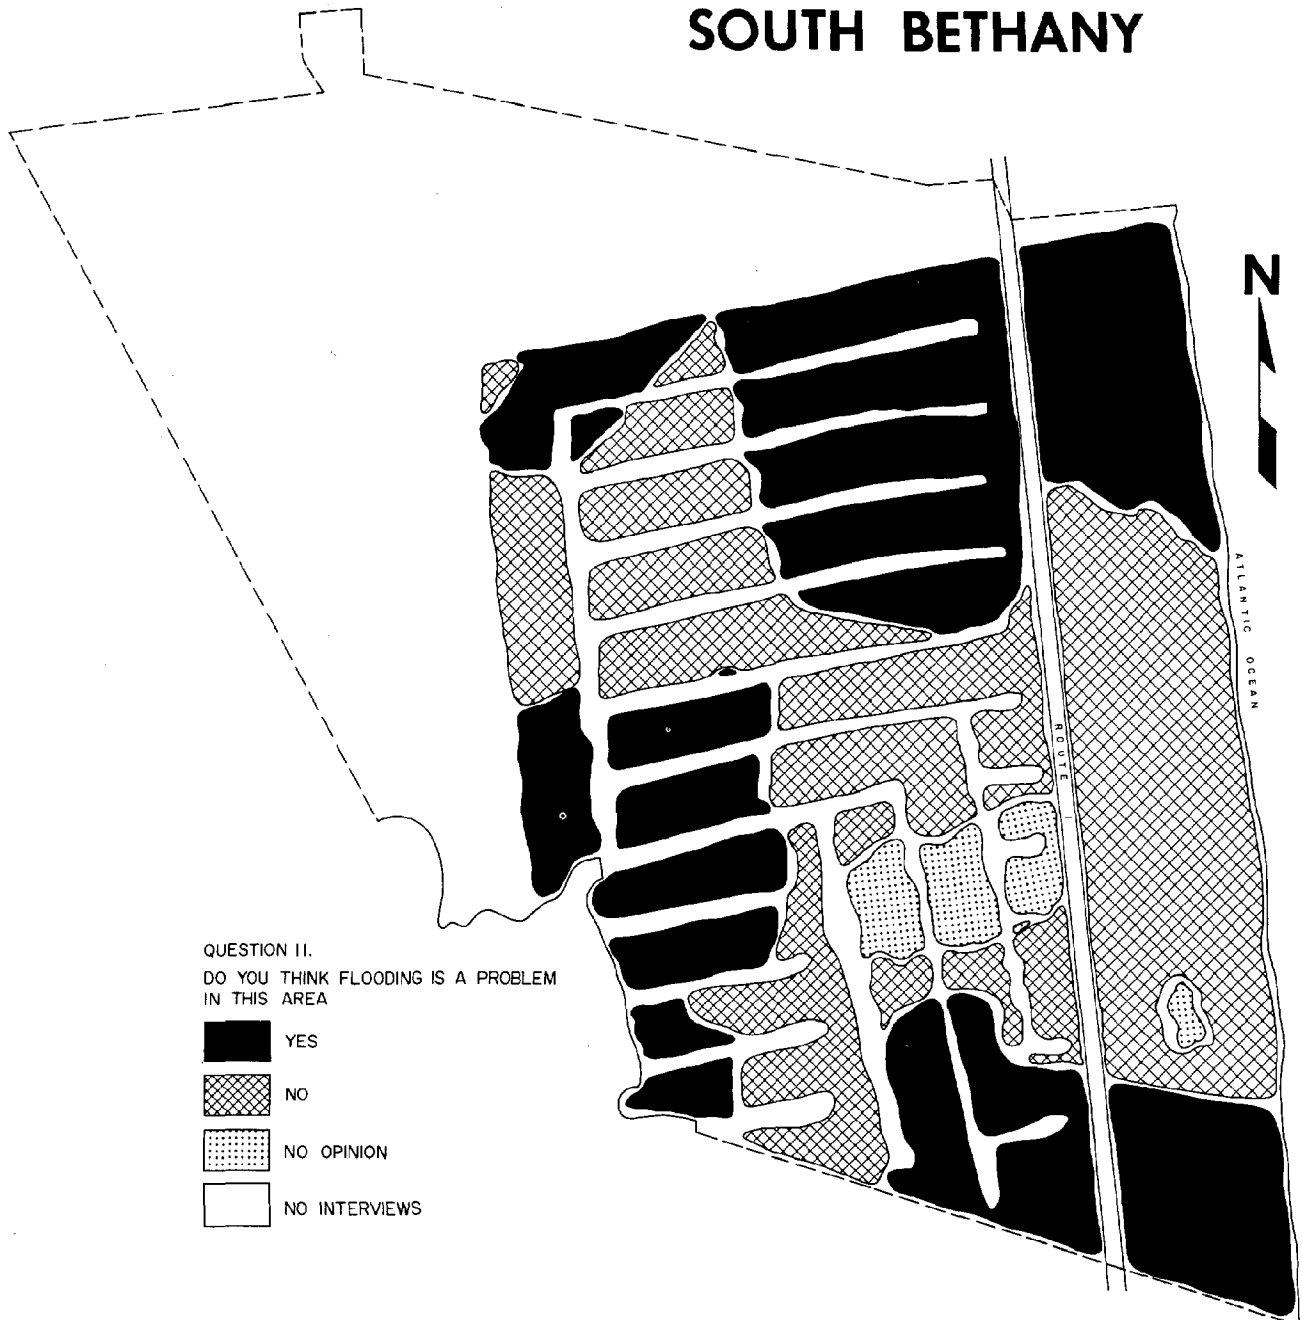 SOUTH BETHANY
N
ATLANTIC OCEAN
ROUTE
QUESTION 11.
DO YOU THINK FLOODING IS A PROBLEM
IN THIS AREA
YES
NO
NO OPINION
NO INTERVIEWS